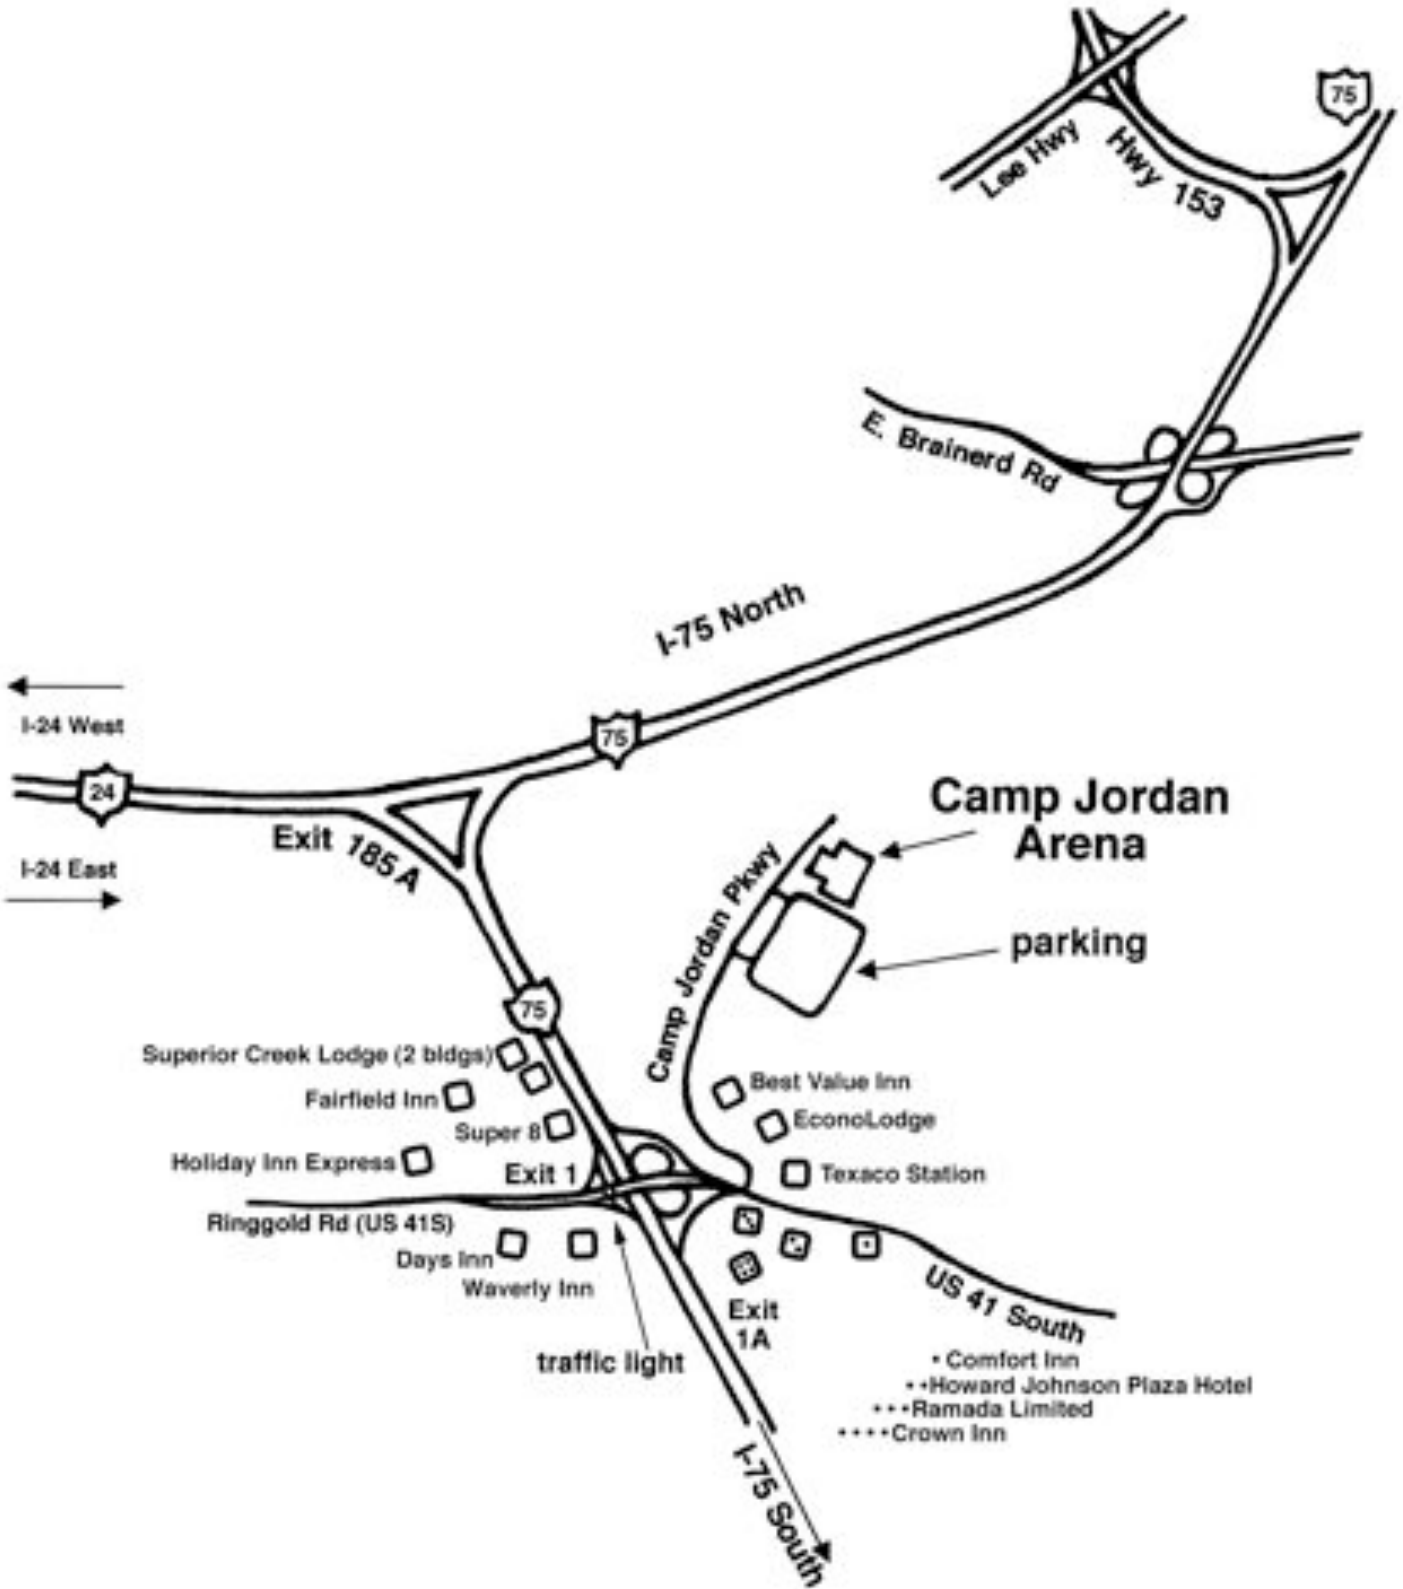 75
Lee Hwy
Hwy 153
E. Brainerd Rd
I-75 North
I-24 West
75
24
Camp Jordan
Arena
Exit 185 A
I-24 East
Camp Jordan Pkwy
parking
75
Superior Creek Lodge (2 bldgs)
Best Value Inn
Fairfield Inn
EconoLodge
Super 8
Holiday Inn Express
Exit 1
Texaco Station
Ringgold Rd (US 41S)
Days Inn
Waverly Inn
US 41 South
Exit
1A
traffic light
• Comfort Inn
• •Howard Johnson Plaza Hotel
• • •Ramada Limited
• • • •Crown Inn
I-75 South